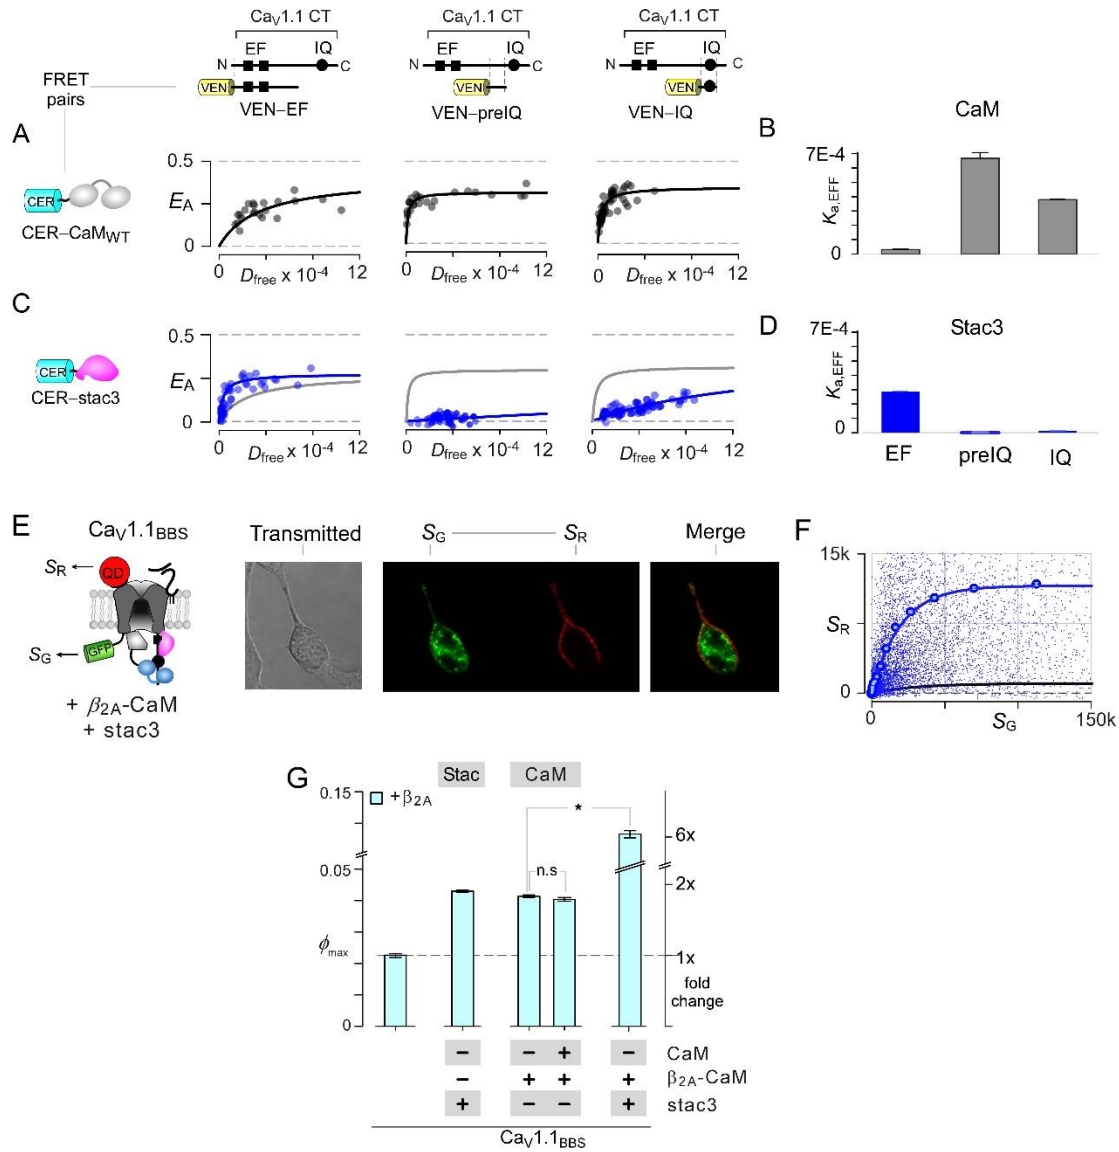 CaV1.1 CT
CaV1.1 CT
CaV1.1 CT
EF
IQ
EF
IQ
EF
IQ
N
C
N
C
N
C
FRET
pairs
VEN
VEN
VEN
VEN–EF
VEN–preIQ
VEN–IQ
A
CER
CER–CaMWT
0.5
EA
0
0
Dfree x 10-4
12
0
Dfree x 10-4
12
0
Dfree x 10-4
12
B
CaM
7E-4
Ka,EFF
0
C
CER
CER–stac3
0.5
EA
0
0
Dfree x 10-4
12
0
Dfree x 10-4
12
0
Dfree x 10-4
12
D
Stac3
7E-4
Ka,EFF
0
EF
preIQ
IQ
E
CaV1.1BBS
SR
QD
SG
GFP
+ β2A-CaM
+ stac3
Transmitted
SG
SR
Merge
F
15k
SR
0
0
SG
150k
G
Stac
CaM
0.15
+β2A
*
6x
0.05
n.s
2x
ϕmax
1x
fold
change
0
– – + – CaM
– + + + β2A-CaM
+ – – + stac3
CaV1.1BBS